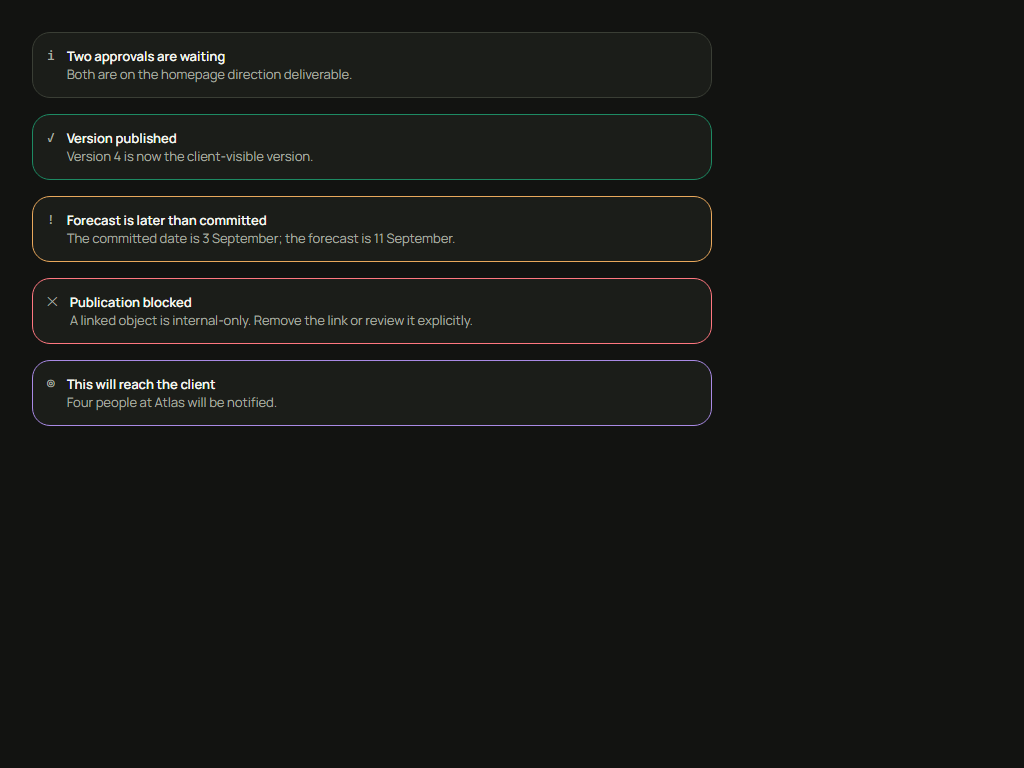 i Two approvals are waiting
Both are on the homepage direction deliverable.
✓ Version published
Version 4 is now the client-visible version.
! Forecast is later than committed
The committed date is 3 September; the forecast is 11 September.
✕ Publication blocked
A linked object is internal-only. Remove the link or review it explicitly.
◎ This will reach the client
Four people at Atlas will be notified.